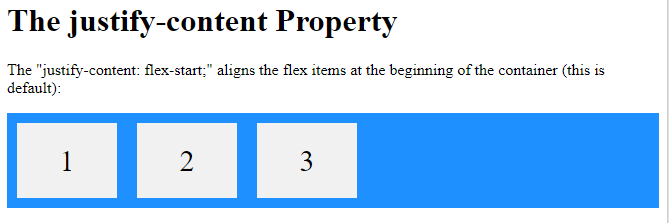 The justify-content Property
The "justify-content: flex-start;" aligns the flex items at the beginning of the container (this is
default):
1 2 3